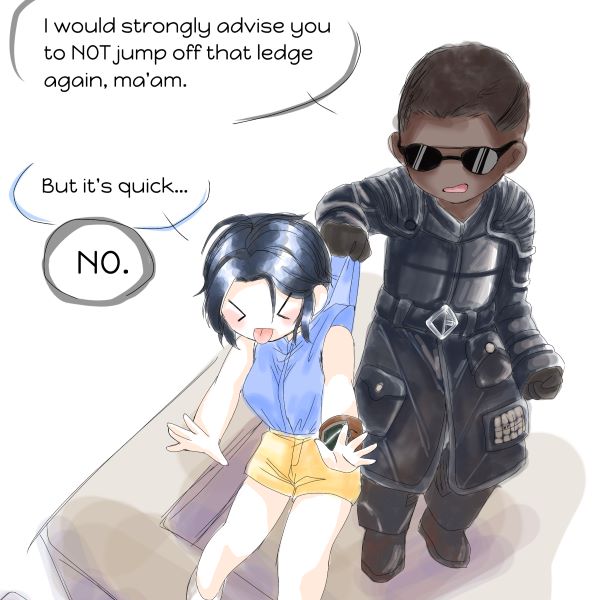 I would strongly advise you
to NOT jump off that ledge
again, ma'am.
But it's quick...
NO.